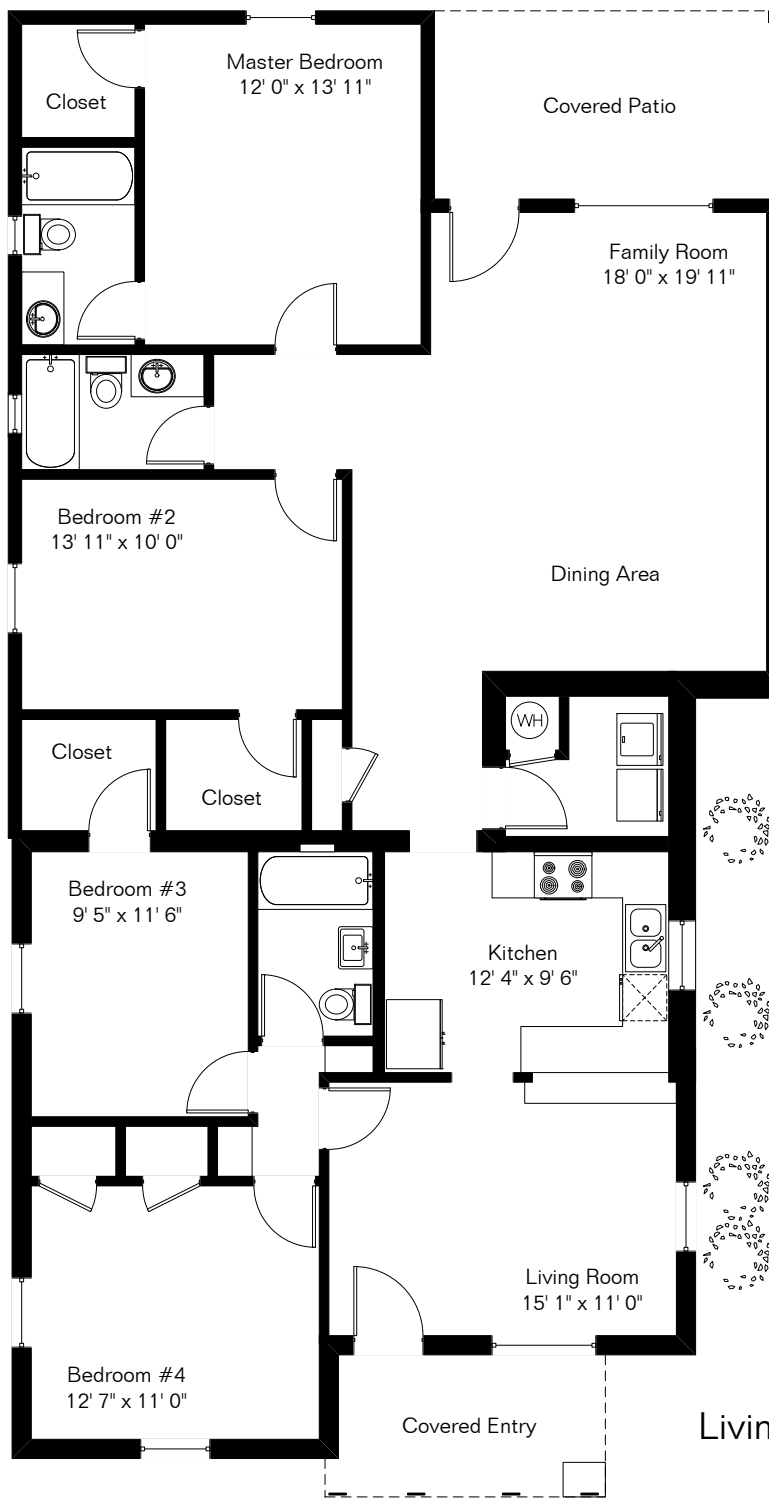 Master Bedroom
12' 0" x 13' 11"
Closet
Covered Patio
Family Room
18' 0" x 19' 11"
Bedroom #2
13' 11" x 10' 0"
Dining Area
WH
Closet
Closet
Bedroom #3
9' 5" x 11' 6"
Kitchen
12' 4" x 9' 6"
Living Room
15' 1" x 11' 0"
Bedroom #4
12' 7" x 11' 0"
Covered Entry
Livin